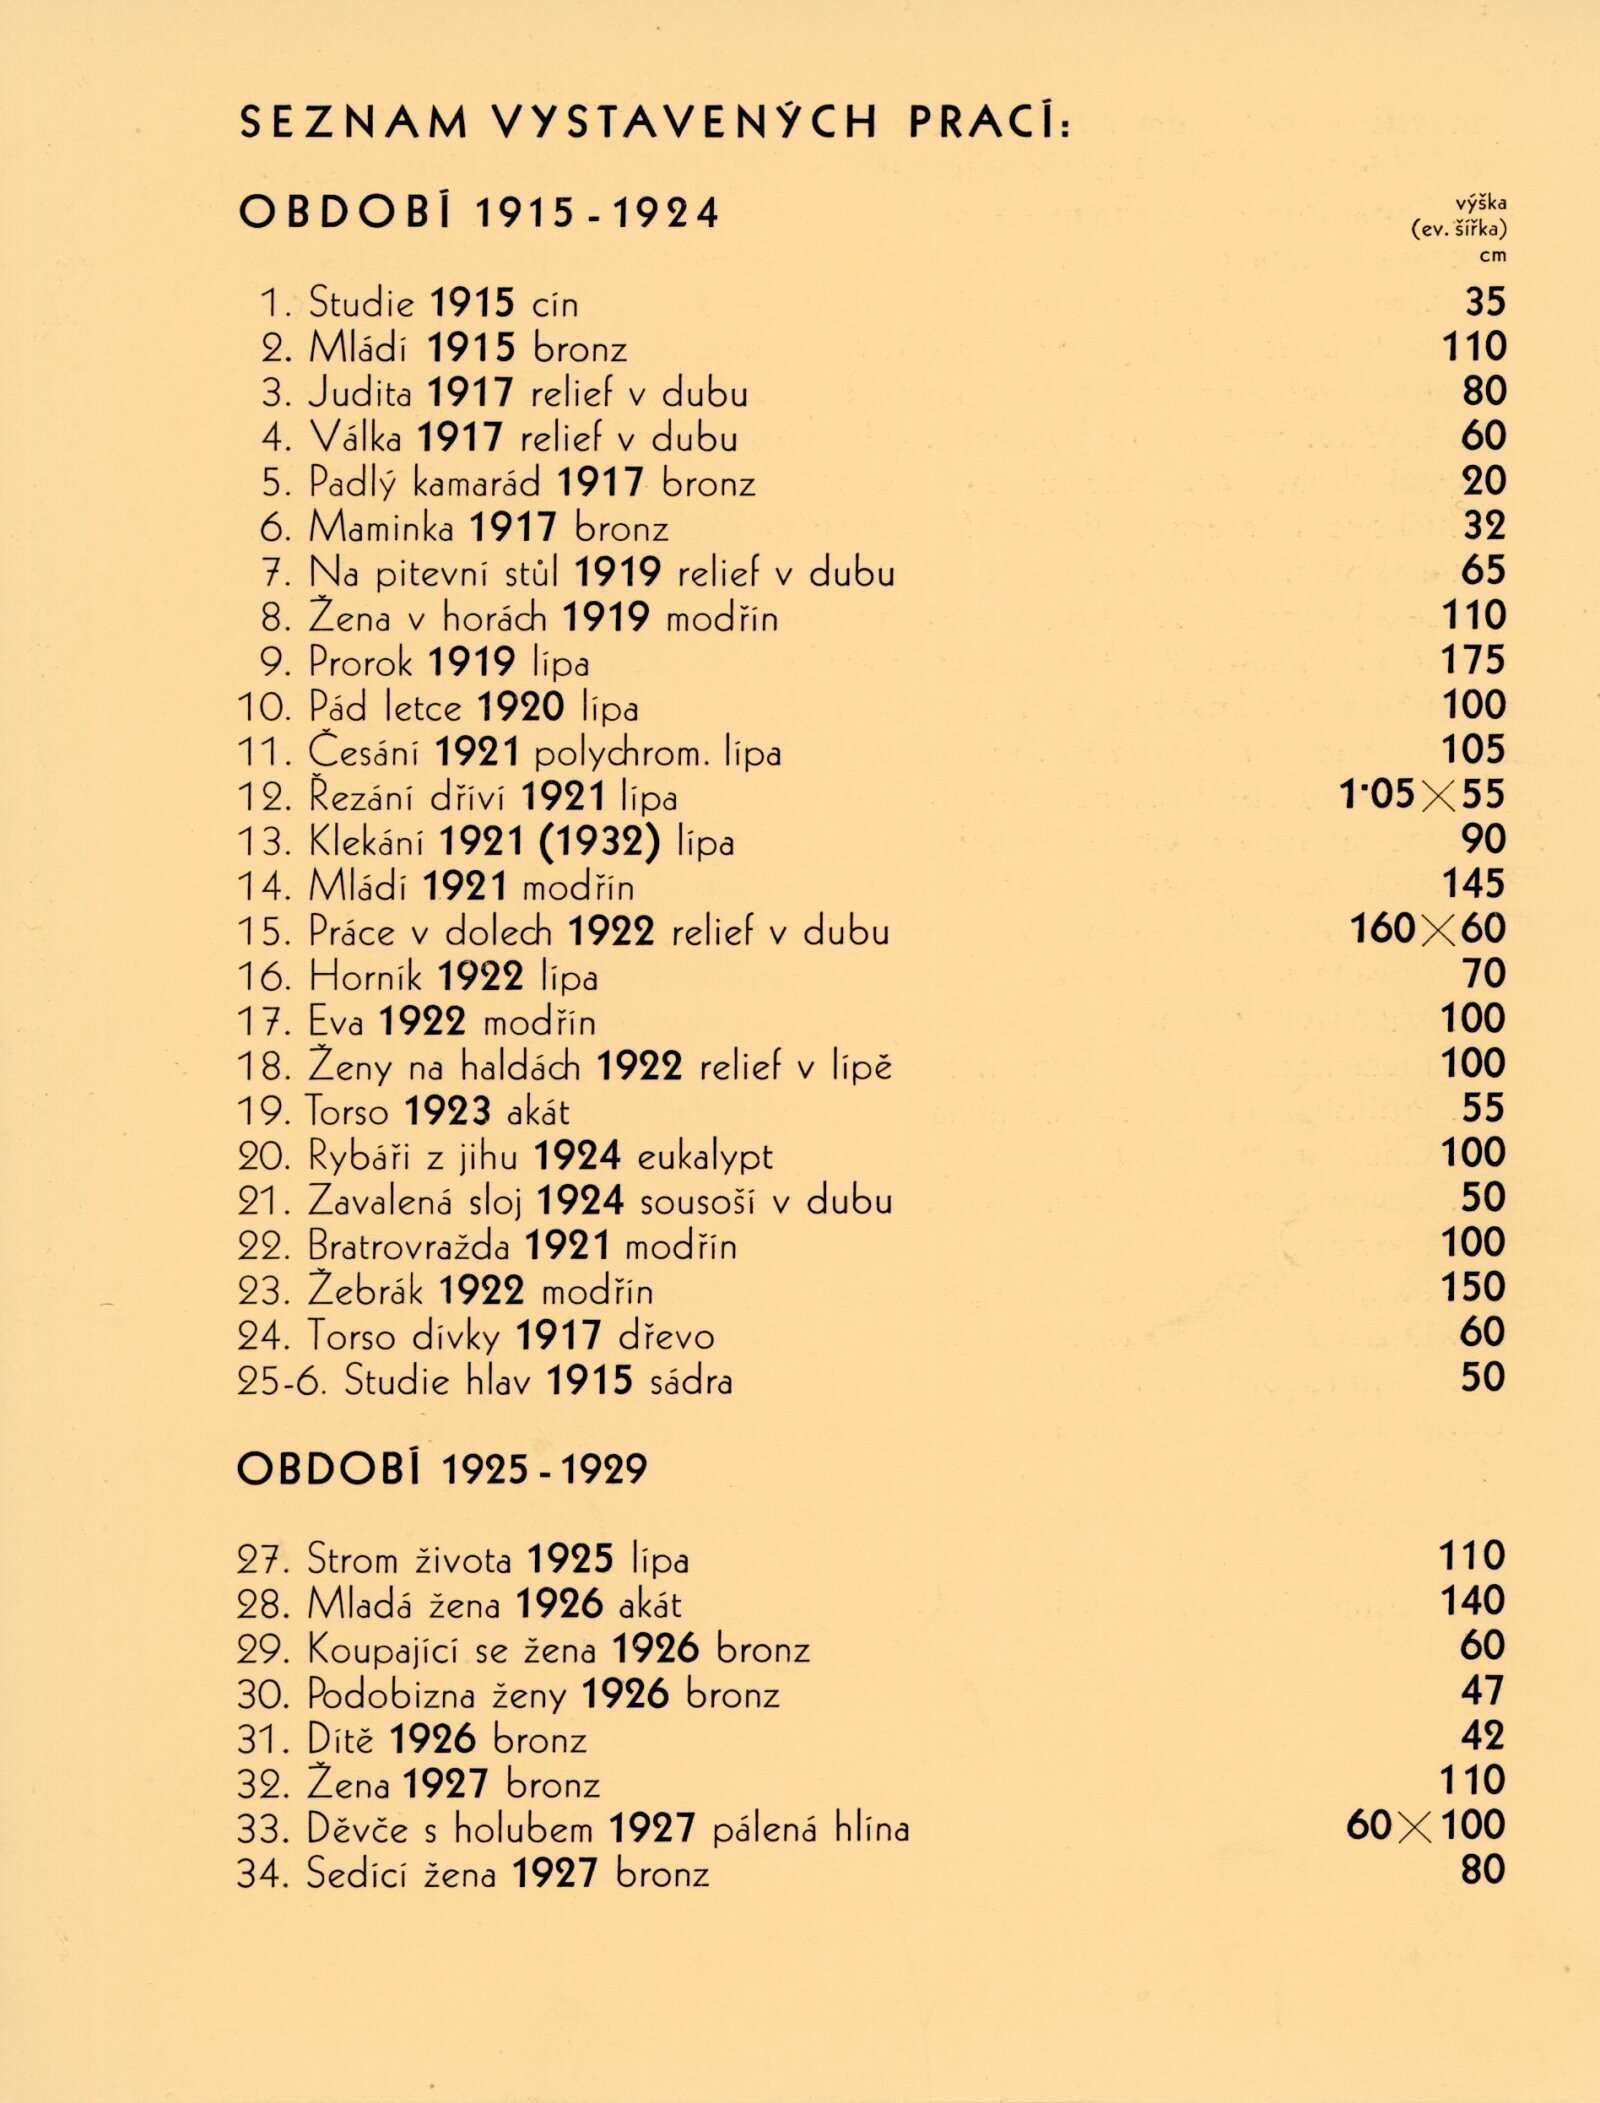 SEZNAM VYSTAVENÝCH PRACÍ:
OBDOBÍ 1915 - 1924
výška
(ev. šířka)
cm
1. Studie 1915 cín 35
2. Mládí 1915 bronz 110
3. Judita 1917 relief v dubu 80
4. Válka 1917 relief v dubu 60
5. Padlý kamarád 1917 bronz 20
6. Maminka 1917 bronz 32
7. Na pitevní stůl 1919 relief v dubu 65
8. Žena v horách 1919 modřín 110
9. Prorok 1919 lípa 175
10. Pád letce 1920 lípa 100
11. Česání 1921 polychrom. lípa 105
12. Řezání dříví 1921 lípa 1·05×55
13. Klekání 1921 (1932) lípa 90
14. Mládí 1921 modřín 145
15. Práce v dolech 1922 relief v dubu 160×60
16. Horník 1922 lípa 70
17. Eva 1922 modřín 100
18. Ženy na haldách 1922 relief v lípě 100
19. Torso 1923 akát 55
20. Rybáři z jihu 1924 eukalypt 100
21. Zavalená sloj 1924 sousoší v dubu 50
22. Bratrovražda 1921 modřín 100
23. Žebrák 1922 modřín 150
24. Torso dívky 1917 dřevo 60
25-6. Studie hlav 1915 sádra 50
OBDOBÍ 1925 - 1929
27. Strom života 1925 lípa 110
28. Mladá žena 1926 akát 140
29. Koupající se žena 1926 bronz 60
30. Podobizna ženy 1926 bronz 47
31. Dítě 1926 bronz 42
32. Žena 1927 bronz 110
33. Děvče s holubem 1927 pálená hlína 60×100
34. Sedící žena 1927 bronz 80